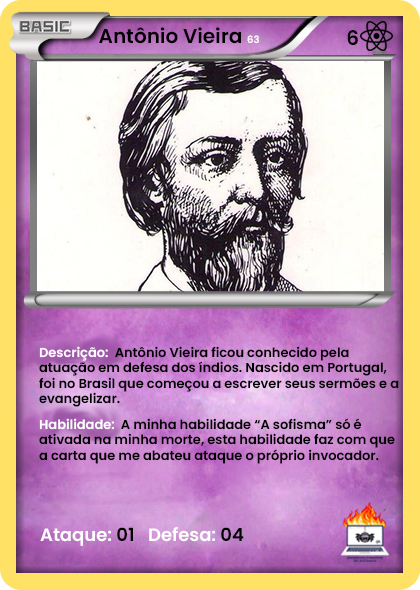 BASIC
Antônio Vieira 63
6
Descrição: Antônio Vieira ficou conhecido pela
atuação em defesa dos índios. Nascido em Portugal,
foi no Brasil que começou a escrever seus sermões e a
evangelizar.
Habilidade: A minha habilidade “A sofisma” só é
ativada na minha morte, esta habilidade faz com que
a carta que me abateu ataque o próprio invocador.
Ataque: 01 Defesa: 04